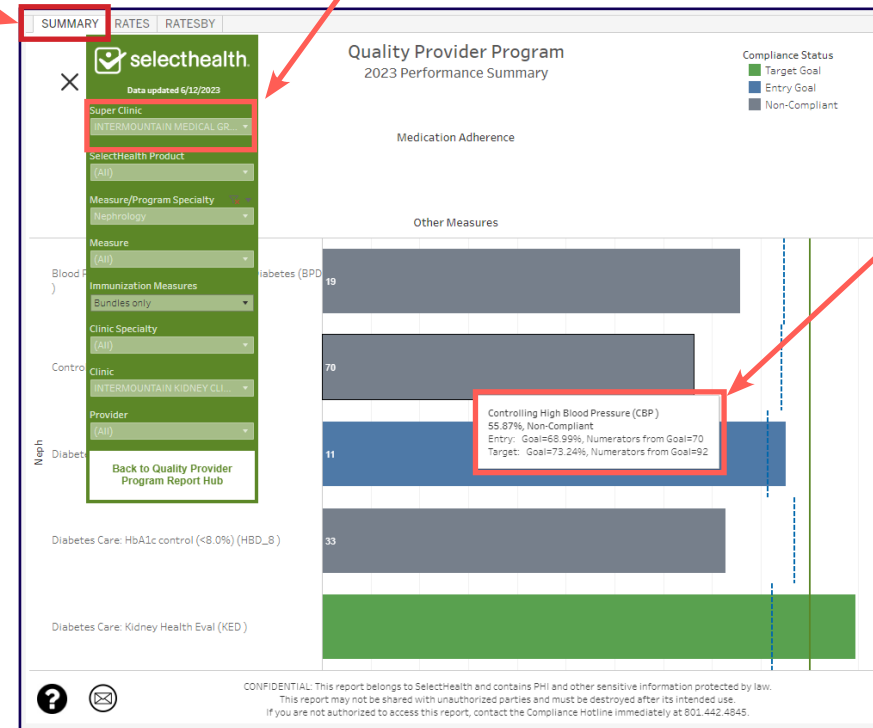 SUMMARY RATES RATESBY
selecthealth.
Data updated 6/12/2023
Super Clinic
INTERMOUNTAIN MEDICAL GR...
SelectHealth Product
(All)
Measure/Program Specialty
Nephrology
Measure
(All)
Immunization Measures
Bundles only
Clinic Specialty
(All)
Clinic
INTERMOUNTAIN KIDNEY CLI...
Provider
(All)
Back to Quality Provider
Program Report Hub
Quality Provider Program
2023 Performance Summary
Compliance Status
Target Goal
Entry Goal
Non-Compliant
Medication Adherence
Other Measures
Neph
Blood iabetes (BPD
)
19
Contro
70
Controlling High Blood Pressure (CBP )
55.87%, Non-Compliant
Entry: Goal=68.99%, Numerators from Goal=70
Target: Goal=73.24%, Numerators from Goal=92
Diabet
11
Diabetes Care: HbA1c control (<8.0%) (HBD_8 )
33
Diabetes Care: Kidney Health Eval (KED )
CONFIDENTIAL: This report belongs to SelectHealth and contains PHI and other sensitive information protected by law.
This report may not be shared with unauthorized parties and must be destroyed after its intended use.
If you are not authorized to access this report, contact the Compliance Hotline immediately at 801.442.4845.
?